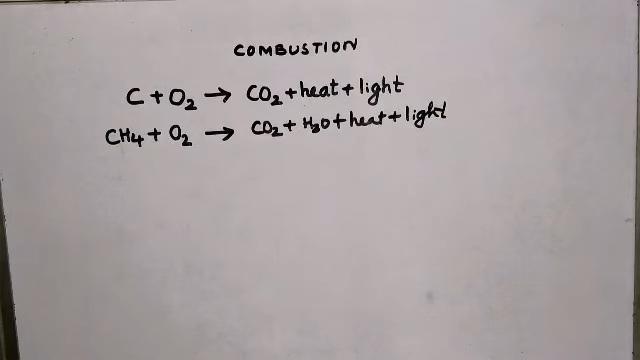 COMBUSTION
C + O₂ → CO₂ + heat + light
CH₄ + O₂ → CO₂ + H₂O + heat + light